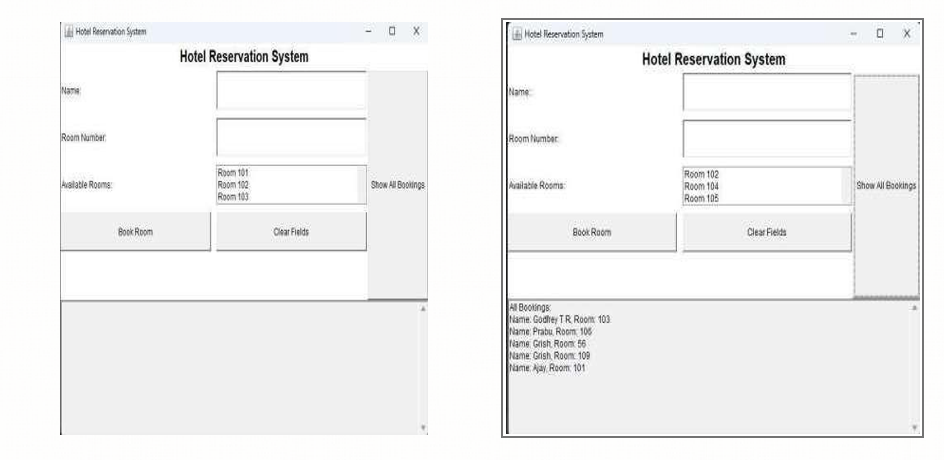 Hotel Reservation System
Hotel Reservation System
Name:
Room Number:
Available Rooms:
Room 101
Room 102
Room 103
Show All Bookings
Book Room
Clear Fields
Hotel Reservation System
Hotel Reservation System
Name:
Room Number:
Available Rooms:
Room 102
Room 104
Room 105
Show All Bookings
Book Room
Clear Fields
All Bookings:
Name: Godfrey T R, Room: 103
Name: Prabu, Room: 106
Name: Grish, Room: 56
Name: Grish, Room: 109
Name: Ajay, Room: 101